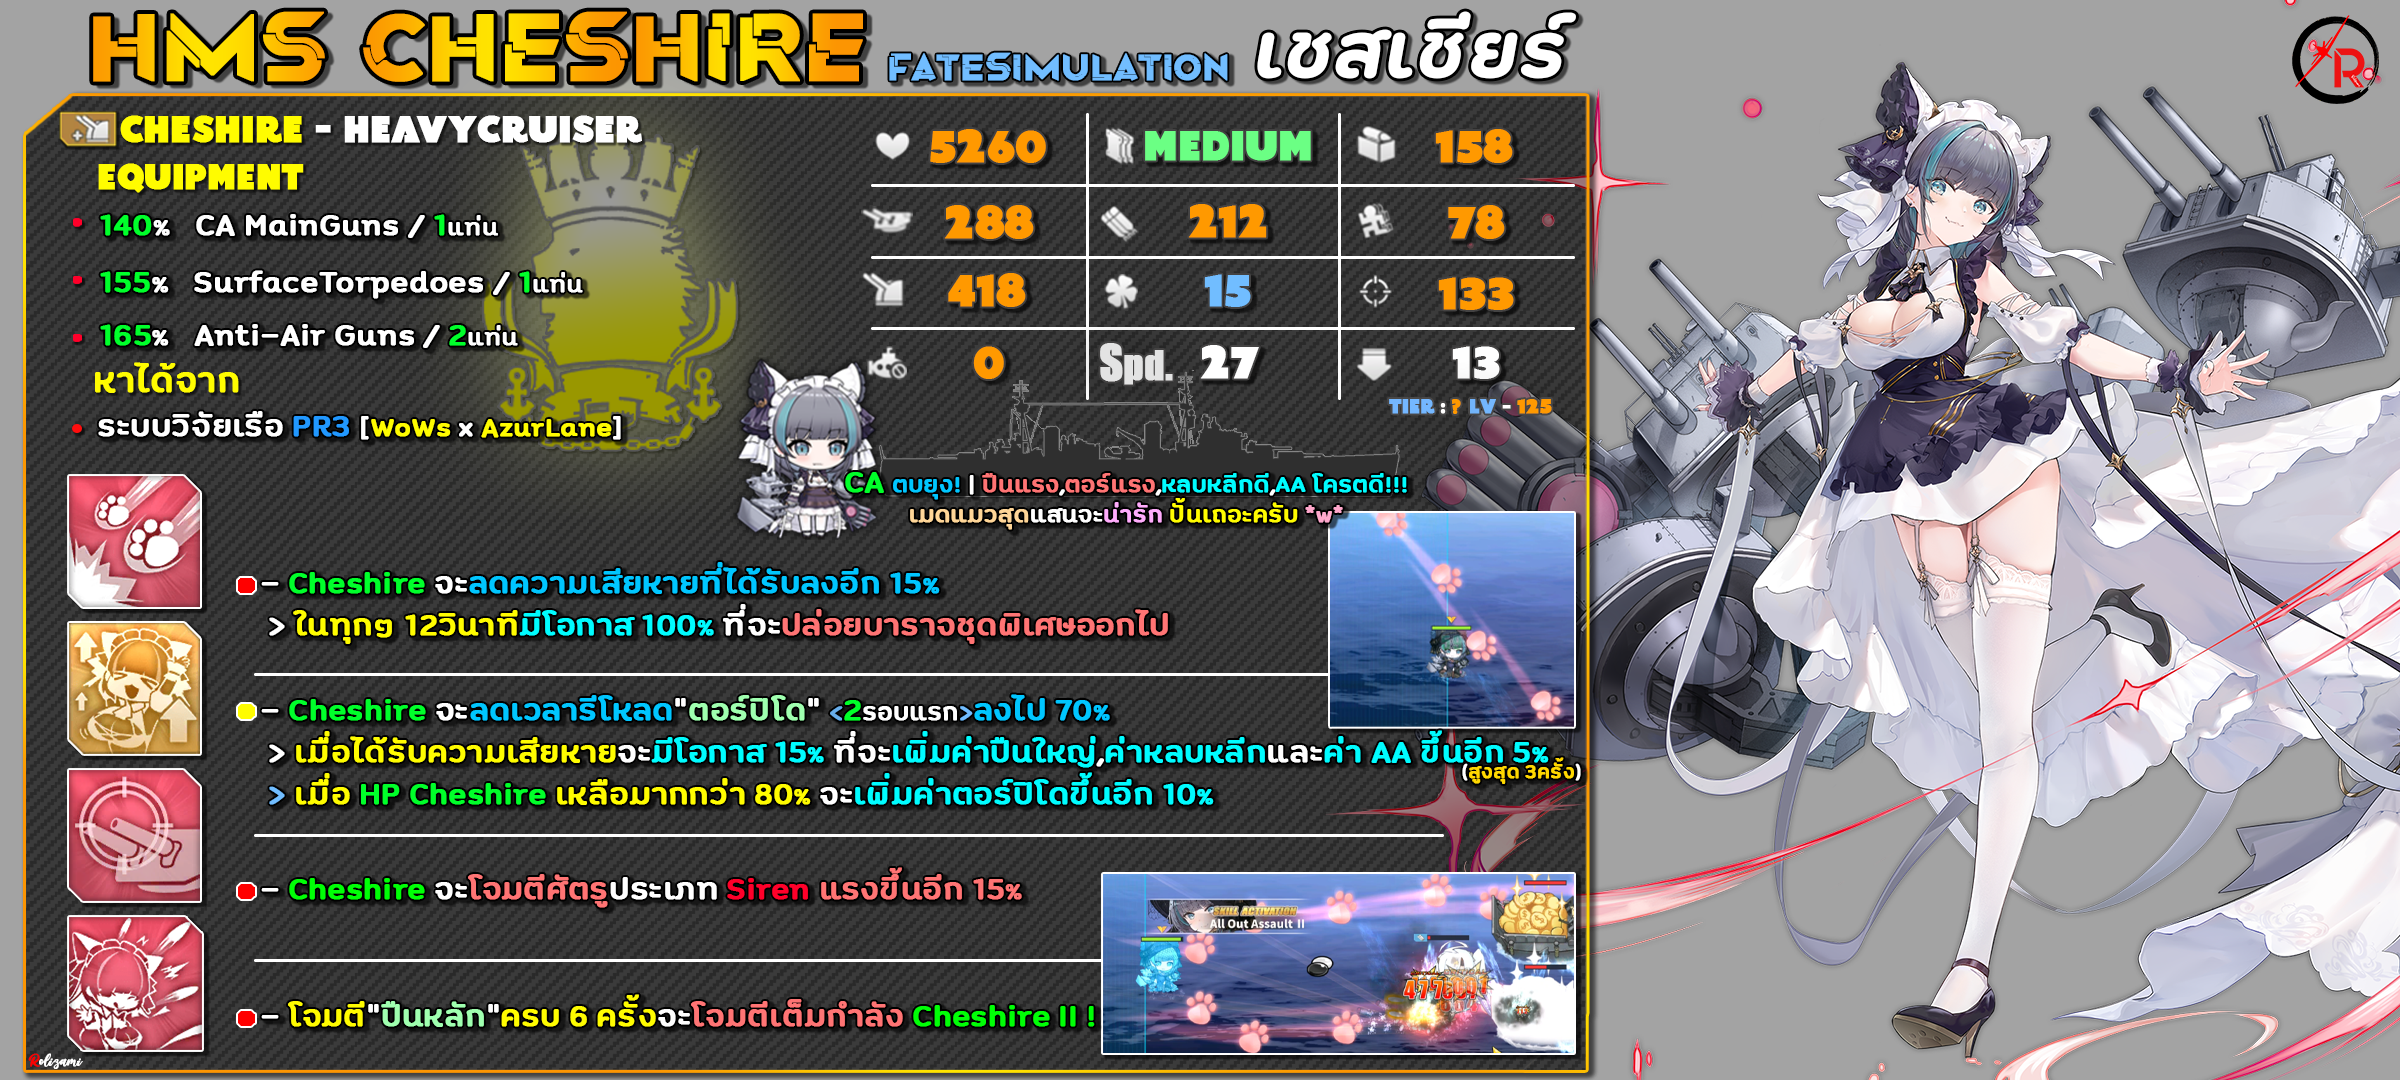 HMS CHESHIRE FATESIMULATION เชสเชียร์
CHESHIRE - HEAVYCRUISER
EQUIPMENT
140% CA MainGuns / 1แท่น
155% SurfaceTorpedoes / 1แท่น
165% Anti-Air Guns / 2แท่น
หาได้จาก
ระบบวิจัยเรือ PR3 [WoWs x AzurLane]
5260 MEDIUM 158
288 212 78
418 15 133
0 Spd. 27 13
TIER : ? LV - 125
CA ตบยุง! | ปืนแรง,ตอร์แรง,หลบหลีกดี,AA โครตดี!!!
เมดแมวสุดแสนจะน่ารัก ปั้นเถอะครับ *w*
- Cheshire จะลดความเสียหายที่ได้รับลงอีก 15%
> ในทุกๆ 12วินาทีมีโอกาส 100% ที่จะปล่อยบาราจชุดพิเศษออกไป
- Cheshire จะลดเวลารีโหลด"ตอร์ปิโด" <2รอบแรก>ลงไป 70%
> เมื่อได้รับความเสียหายจะมีโอกาส 15% ที่จะเพิ่มค่าปืนใหญ่,ค่าหลบหลีกและค่า AA ขึ้นอีก 5%
(สูงสุด 3ครั้ง)
> เมื่อ HP Cheshire เหลือมากกว่า 80% จะเพิ่มค่าตอร์ปิโดขึ้นอีก 10%
- Cheshire จะโจมตีศัตรูประเภท Siren แรงขึ้นอีก 15%
SKILL ACTIVATION
All Out Assault II
- โจมตี"ปืนหลัก"ครบ 6 ครั้งจะโจมตีเต็มกำลัง Cheshire II !
Rolizami
R